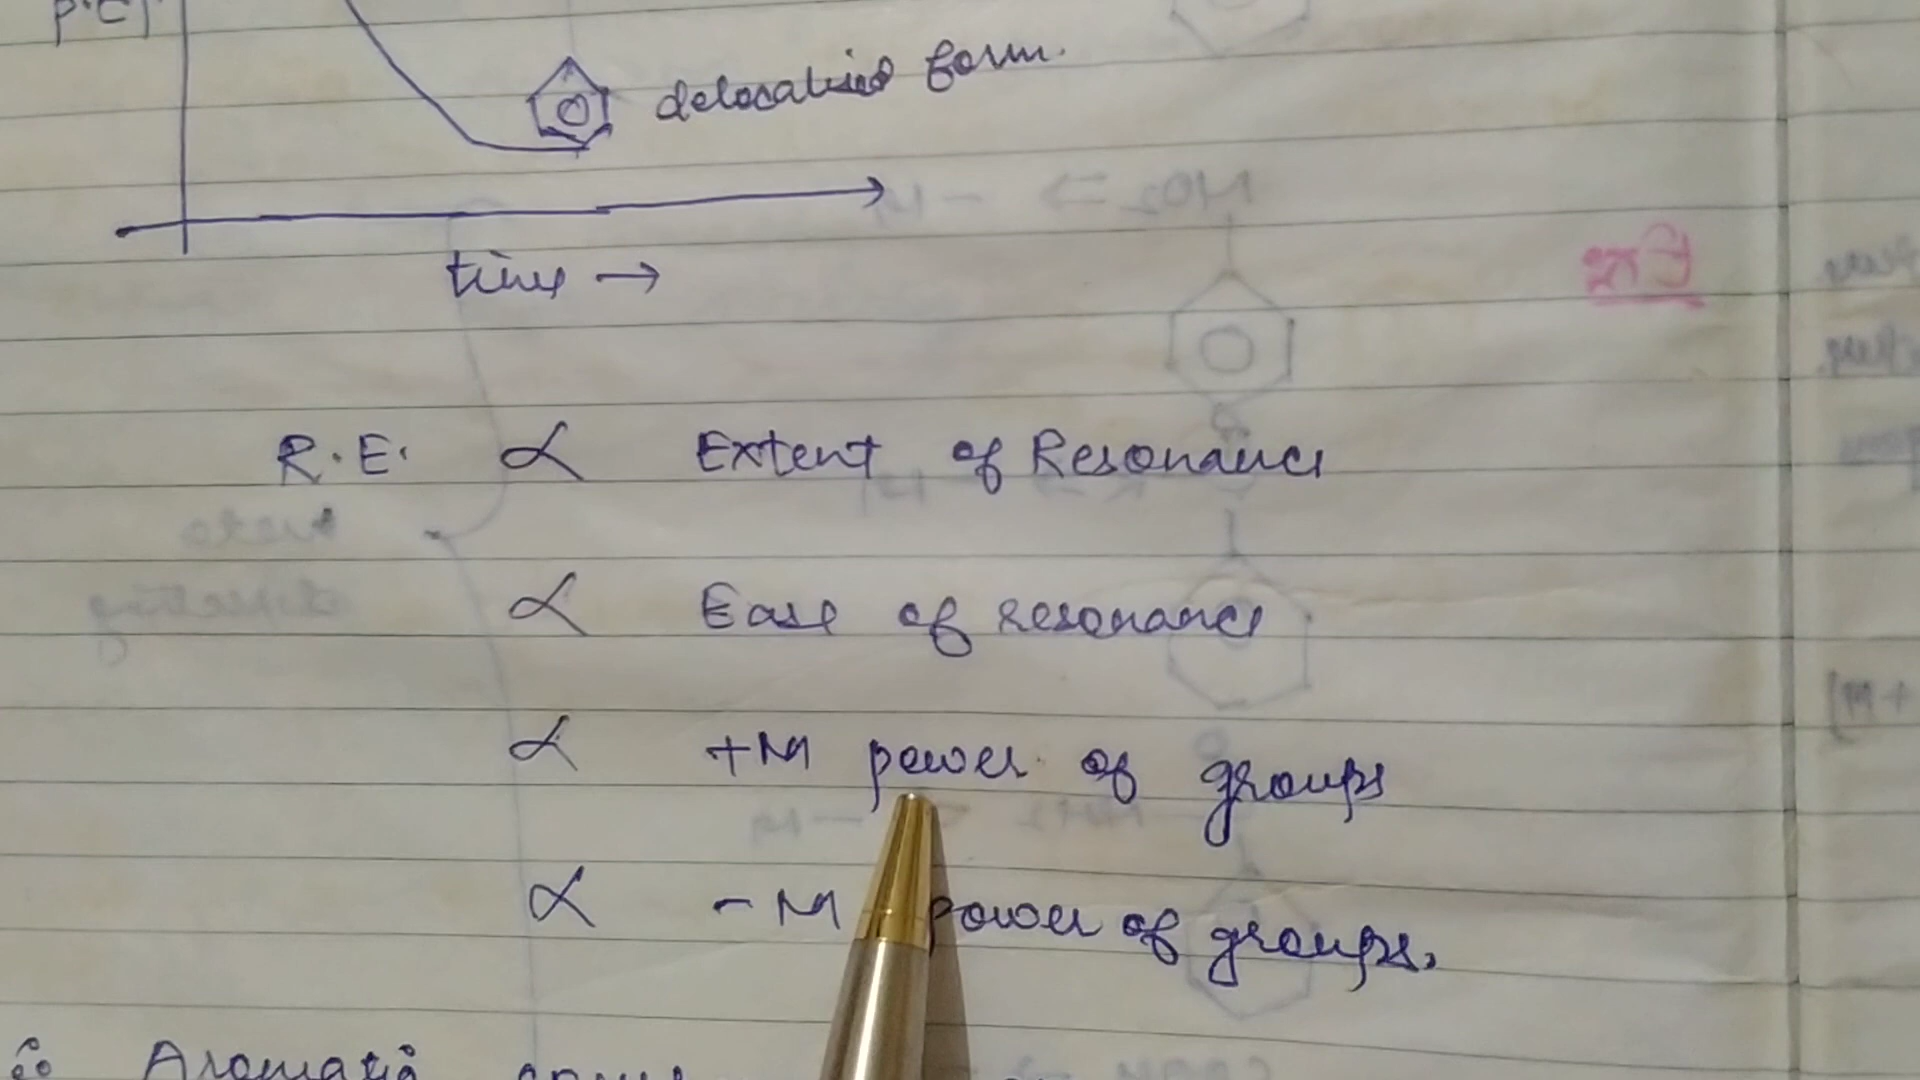 P.E↑
delocalised form.
time →
R.E. ∝ Extent of Resonance
∝ Ease of resonance
∝ +M power of groups
∝ -M power of groups.
Aromatic